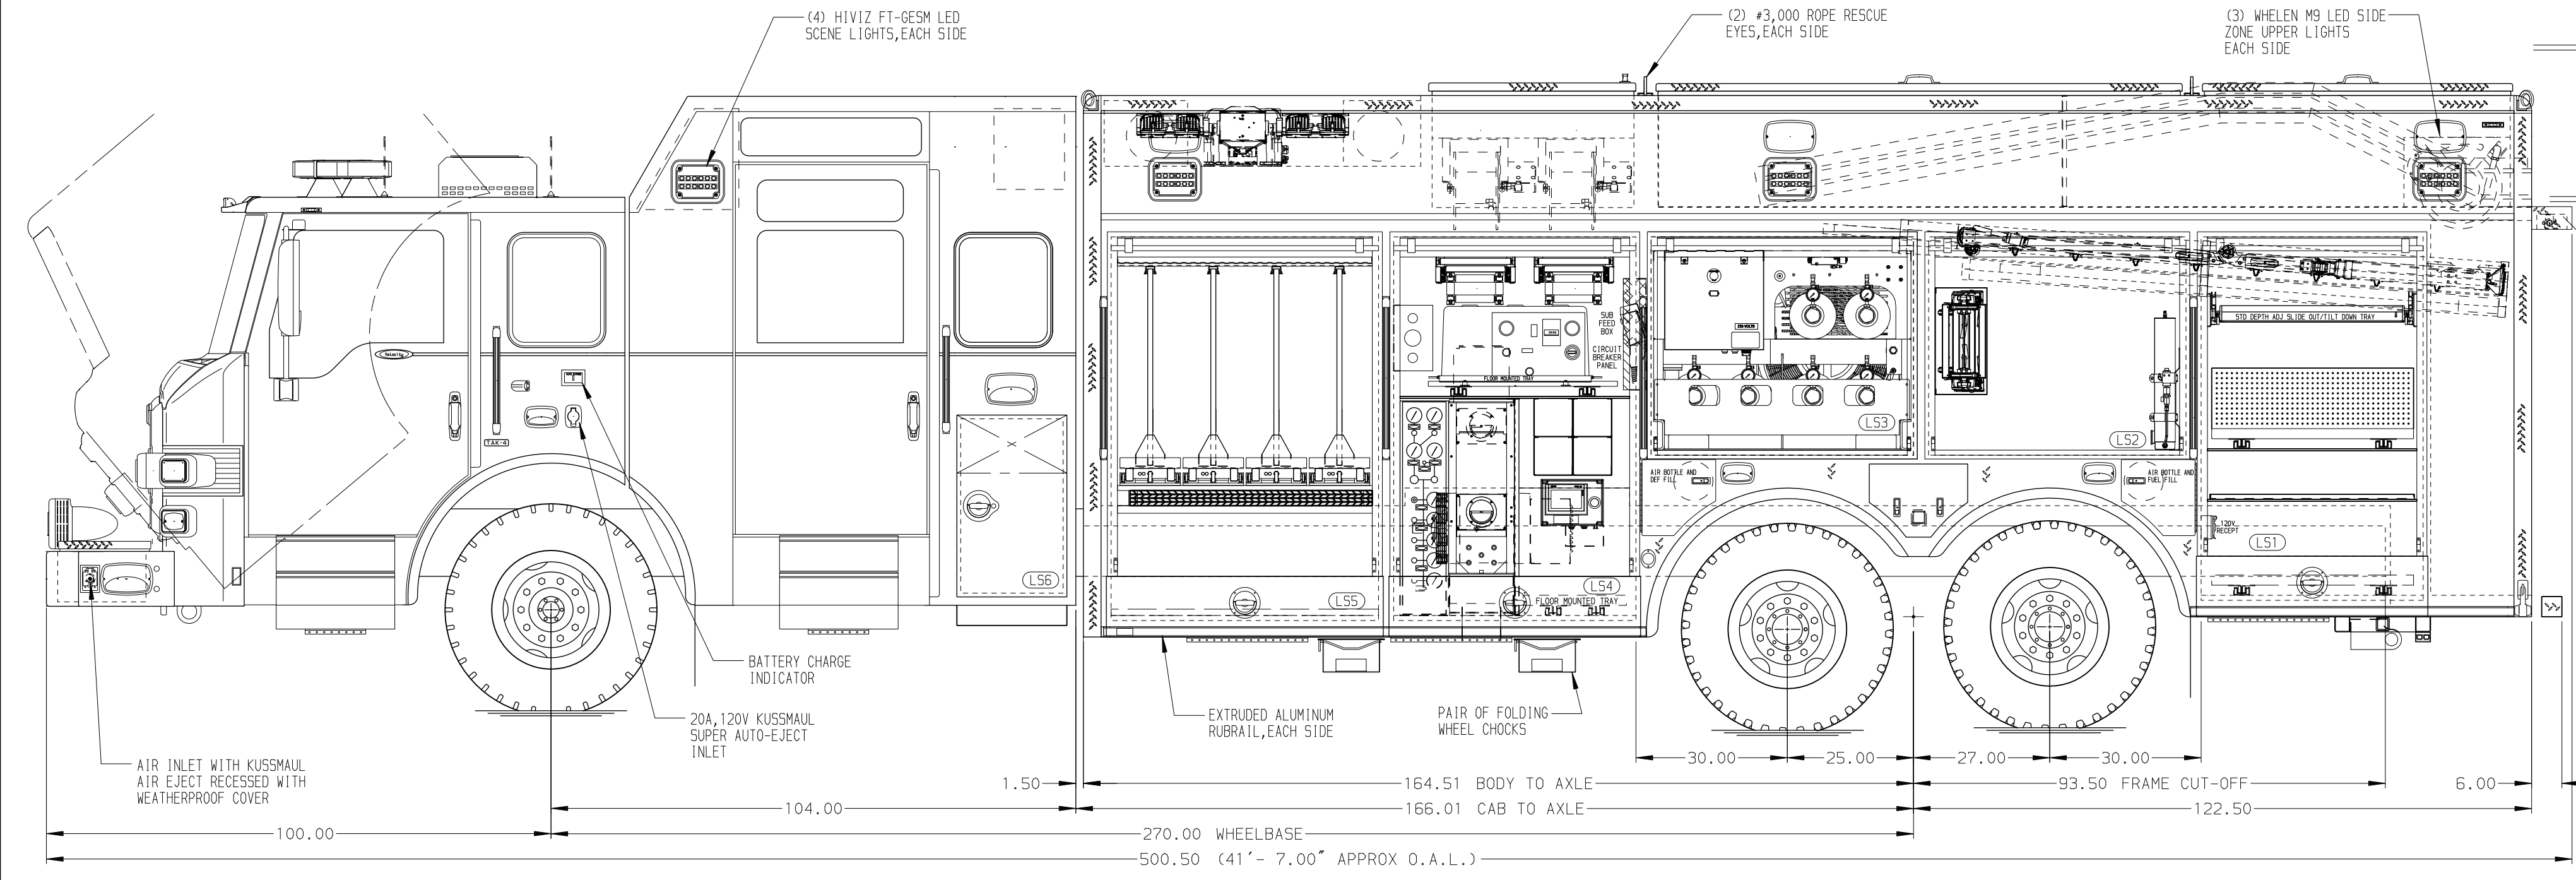 (4) HIVIZ FT-GESM LED
SCENE LIGHTS,EACH SIDE
(2) #3,000 ROPE RESCUE
EYES,EACH SIDE
(3) WHELEN M9 LED SIDE
ZONE UPPER LIGHTS
EACH SIDE
Velocity
TAK-4
SUB
FEED
BOX
CIRCUIT
BREAKER
PANEL
FLOOR MOUNTED TRAY
STD DEPTH ADJ SLIDE OUT/TILT DOWN TRAY
LS3
LS2
AIR BOTTLE AND
DEF FILL
AIR BOTTLE AND
FUEL FILL
120V
RECEPT
LS1
LS6
LS5
LS4
FLOOR MOUNTED TRAY
BATTERY CHARGE
INDICATOR
20A,120V KUSSMAUL
SUPER AUTO-EJECT
INLET
EXTRUDED ALUMINUM
RUBRAIL,EACH SIDE
PAIR OF FOLDING
WHEEL CHOCKS
AIR INLET WITH KUSSMAUL
AIR EJECT RECESSED WITH
WEATHERPROOF COVER
30.00
25.00
27.00
30.00
1.50
164.51 BODY TO AXLE
93.50 FRAME CUT-OFF
6.00
104.00
166.01 CAB TO AXLE
122.50
100.00
270.00 WHEELBASE
500.50 (41'- 7.00" APPROX O.A.L.)